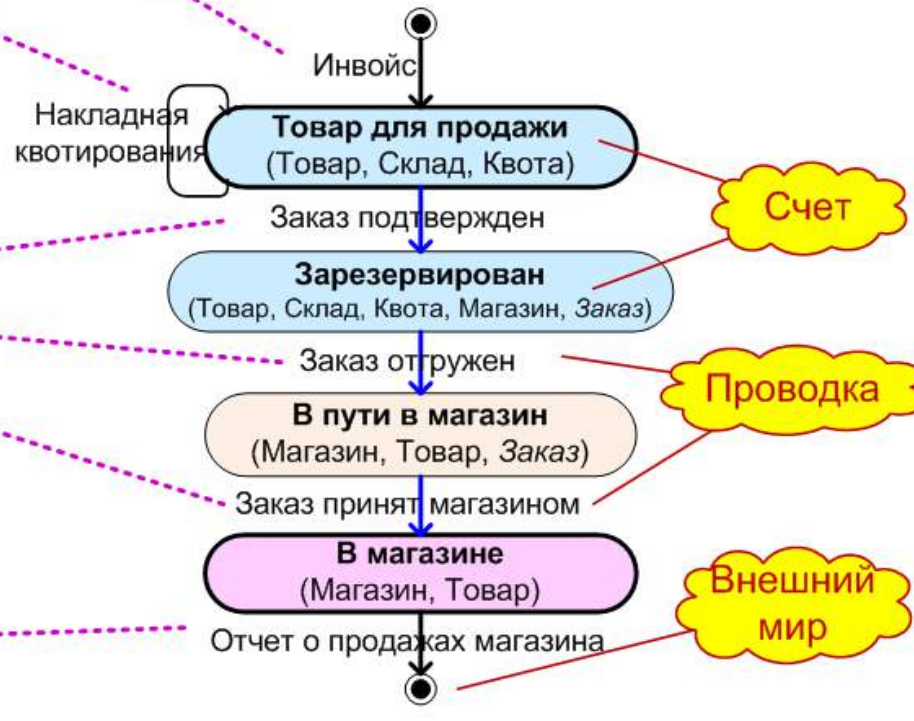 Инвойс
Накладная
квотирования
Товар для продажи
(Товар, Склад, Квота)
Счет
Заказ подтвержден
Зарезервирован
(Товар, Склад, Квота, Магазин, Заказ)
Заказ отгружен
Проводка
В пути в магазин
(Магазин, Товар, Заказ)
Заказ принят магазином
В магазине
(Магазин, Товар)
Внешний
мир
Отчет о продажах магазина